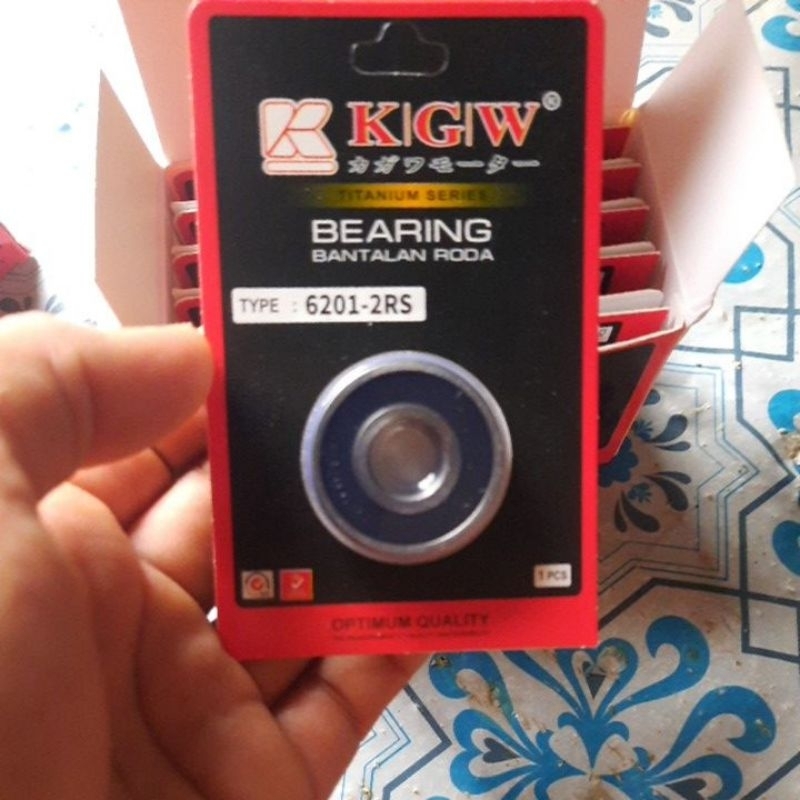 K|G|W®
カガワモーター
TITANIUM SERIES
BEARING
BANTALAN RODA
TYPE : 6201-2RS
1 PCS
OPTIMUM QUALITY